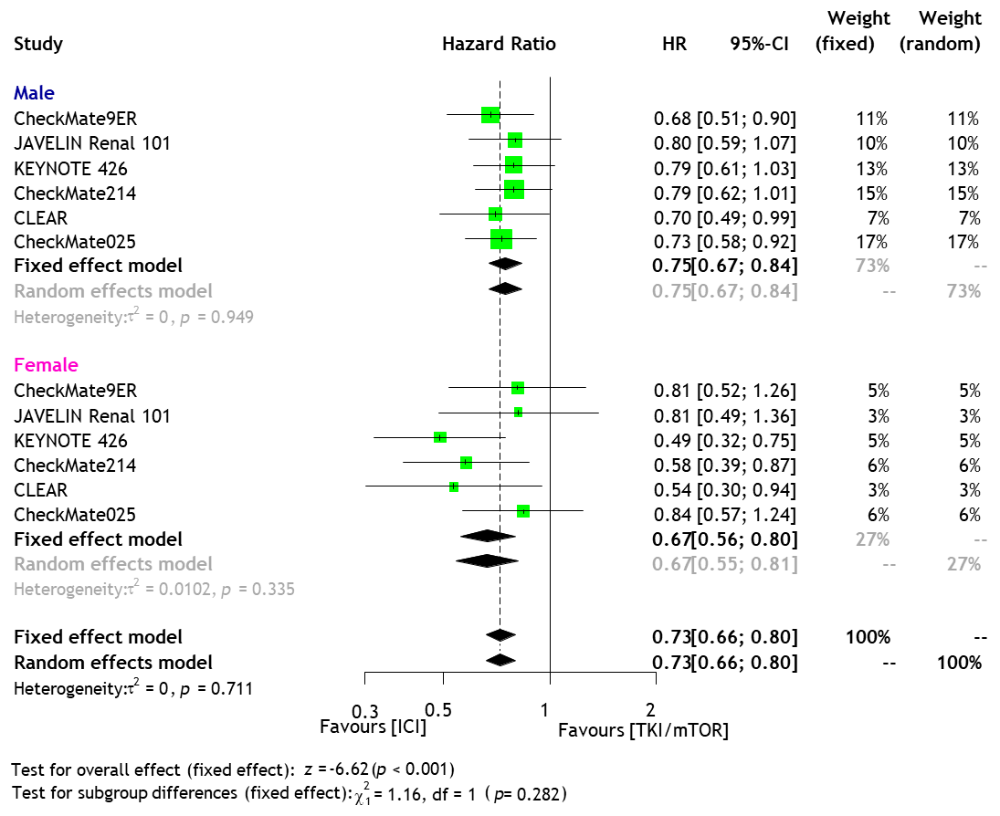 Weight Weight
Study Hazard Ratio HR 95%-CI (fixed) (random)
Male
CheckMate9ER 0.68 [0.51; 0.90] 11% 11%
JAVELIN Renal 101 0.80 [0.59; 1.07] 10% 10%
KEYNOTE 426 0.79 [0.61; 1.03] 13% 13%
CheckMate214 0.79 [0.62; 1.01] 15% 15%
CLEAR 0.70 [0.49; 0.99] 7% 7%
CheckMate025 0.73 [0.58; 0.92] 17% 17%
Fixed effect model 0.75[0.67; 0.84] 73% --
Random effects model 0.75[0.67; 0.84] -- 73%
Heterogeneity:τ² = 0, p = 0.949
Female
CheckMate9ER 0.81 [0.52; 1.26] 5% 5%
JAVELIN Renal 101 0.81 [0.49; 1.36] 3% 3%
KEYNOTE 426 0.49 [0.32; 0.75] 5% 5%
CheckMate214 0.58 [0.39; 0.87] 6% 6%
CLEAR 0.54 [0.30; 0.94] 3% 3%
CheckMate025 0.84 [0.57; 1.24] 6% 6%
Fixed effect model 0.67[0.56; 0.80] 27% --
Random effects model 0.67[0.55; 0.81] -- 27%
Heterogeneity:τ² = 0.0102, p = 0.335
Fixed effect model 0.73[0.66; 0.80] 100% --
Random effects model 0.73[0.66; 0.80] -- 100%
Heterogeneity:τ² = 0, p = 0.711
0.3 0.5 1 2
Favours [ICI] Favours [TKI/mTOR]
Test for overall effect (fixed effect): z =-6.62(p < 0.001)
Test for subgroup differences (fixed effect):χ²₁ = 1.16, df = 1 ( p= 0.282)